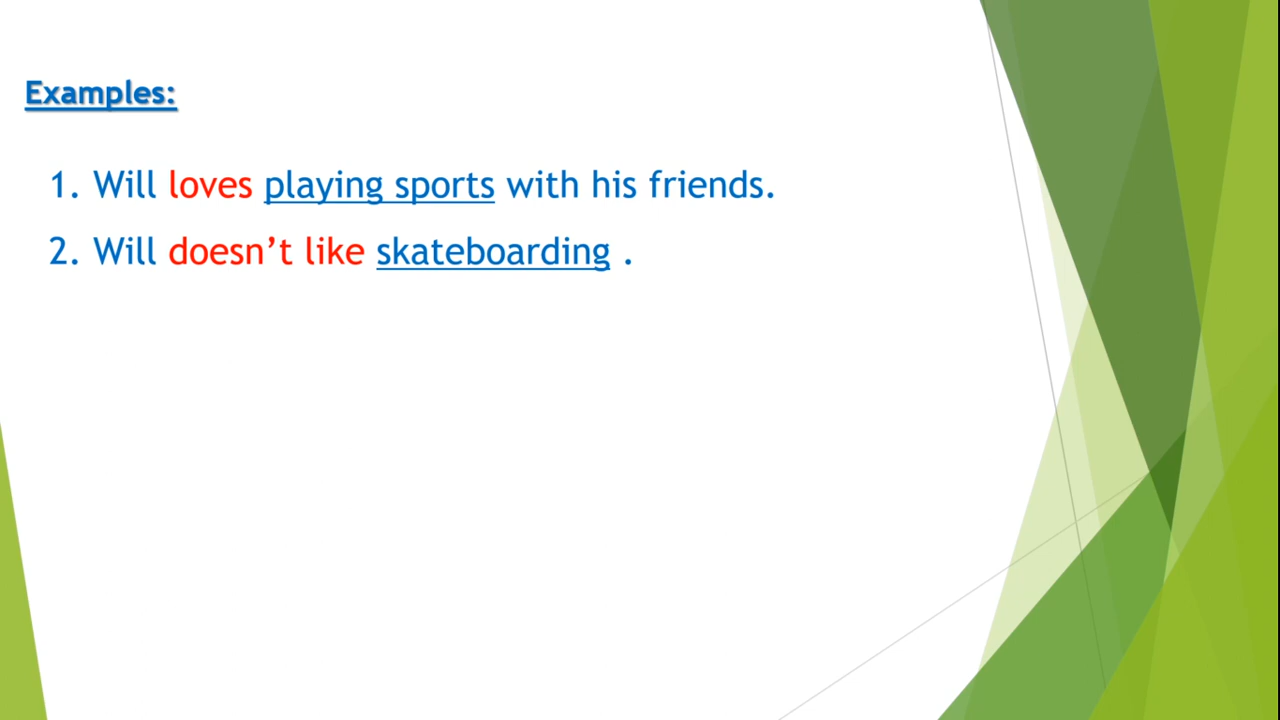 Examples:
1. Will loves playing sports with his friends.
2. Will doesn’t like skateboarding .